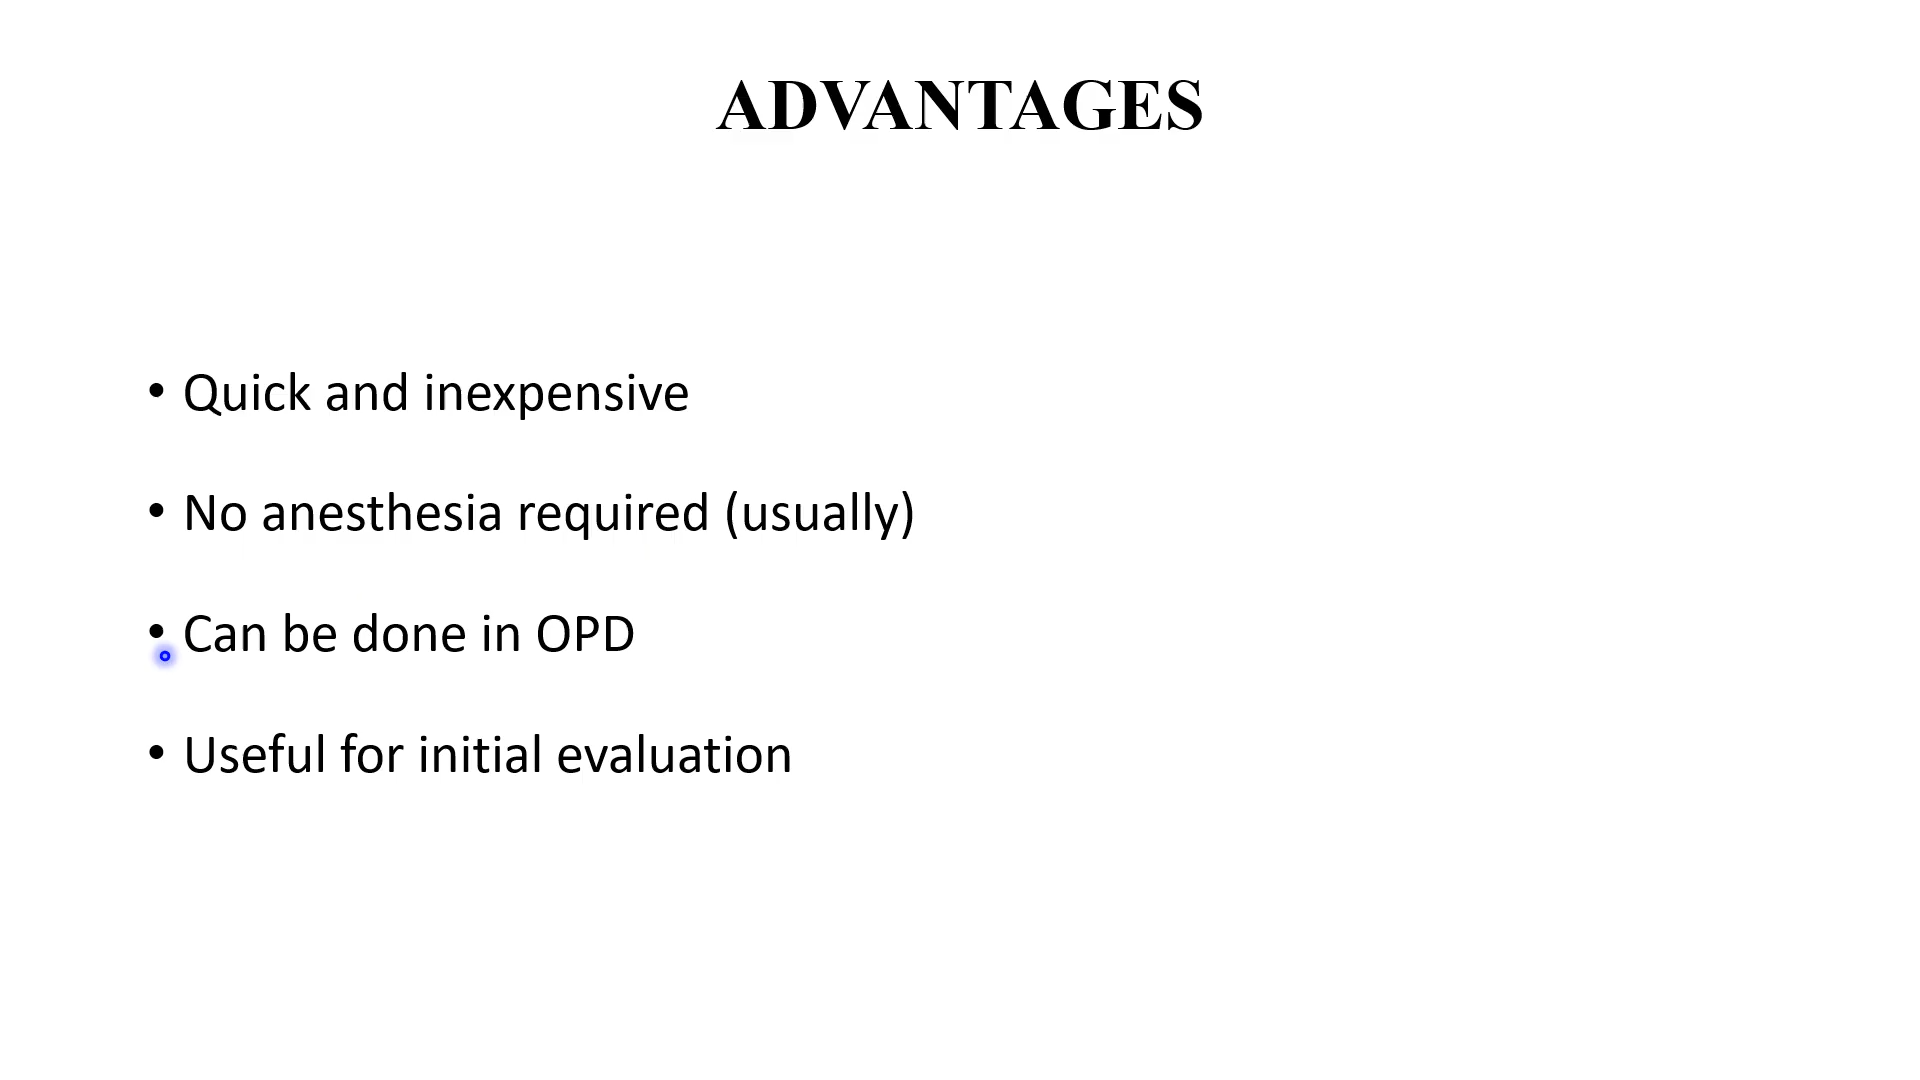 ADVANTAGES
• Quick and inexpensive
• No anesthesia required (usually)
• Can be done in OPD
• Useful for initial evaluation